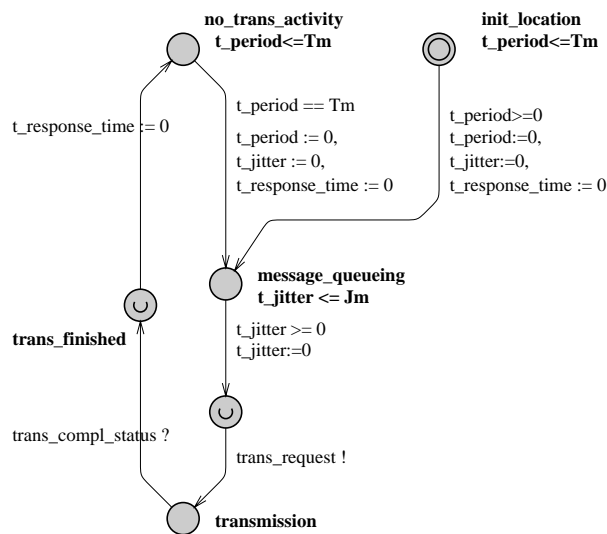 no_trans_activity
t_period<=Tm
init_location
t_period<=Tm
t_response_time := 0
t_period == Tm
t_period := 0,
t_jitter := 0,
t_response_time := 0
t_period>=0
t_period:=0,
t_jitter:=0,
t_response_time := 0
message_queueing
t_jitter <= Jm
trans_finished
t_jitter >= 0
t_jitter:=0
trans_compl_status ?
trans_request !
transmission